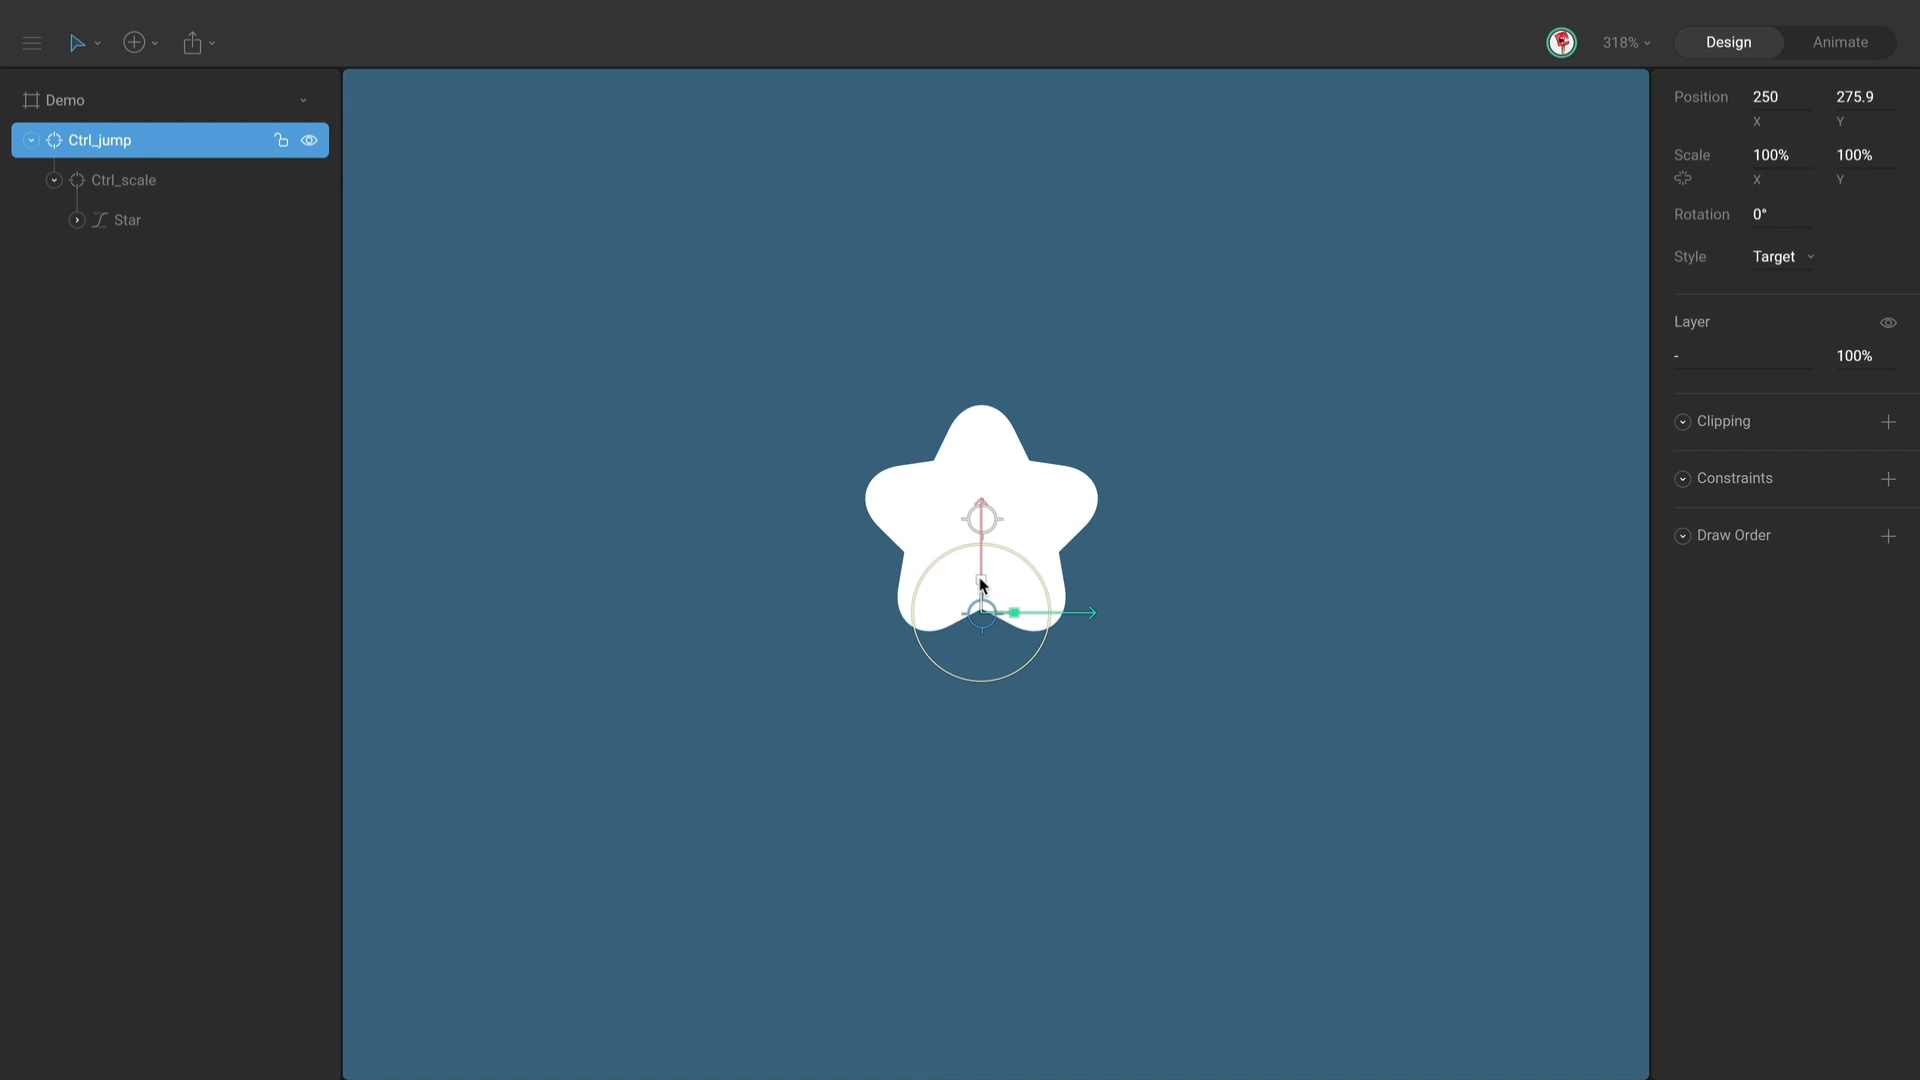 318%
Design
Animate
Demo
Ctrl_jump
Ctrl_scale
Star
Position 250 275.9
X Y
Scale 100% 100%
X Y
Rotation 0°
Style Target
Layer
- 100%
Clipping
Constraints
Draw Order